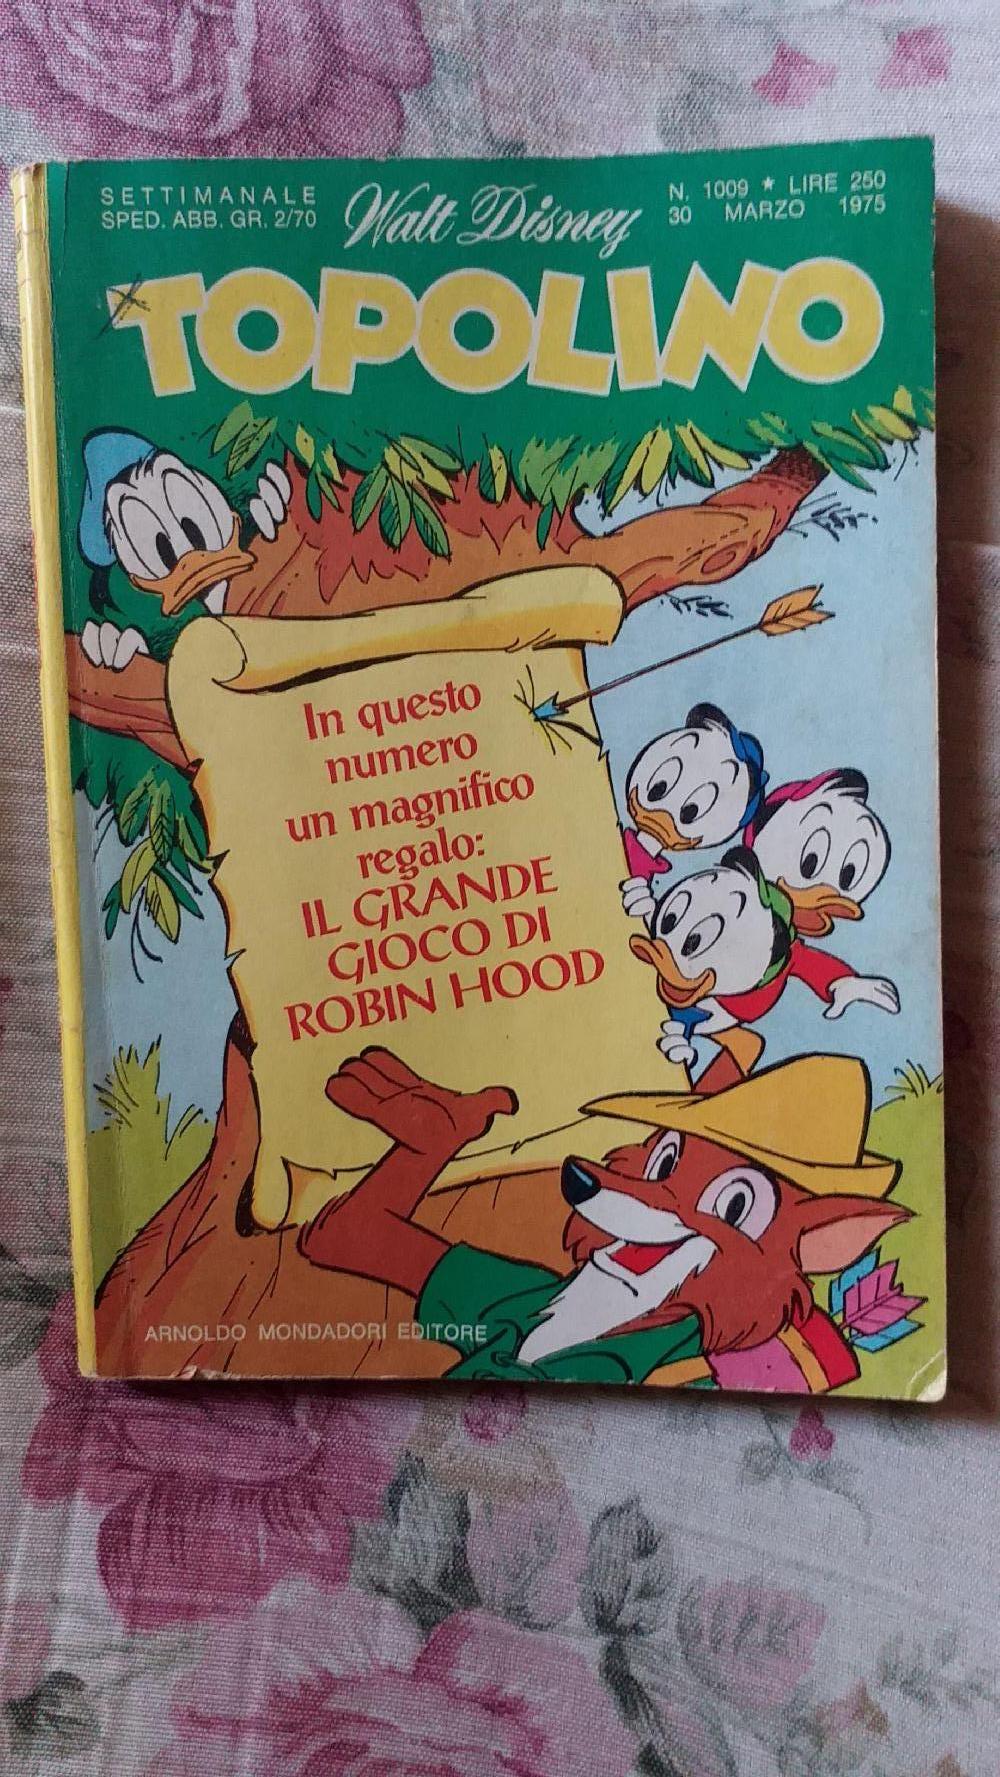 SETTIMANALE
SPED. ABB. GR. 2/70
Walt Disney
N. 1009 * LIRE 250
30 MARZO 1975
TOPOLINO
In questo
numero
un magnifico
regalo:
IL GRANDE
GIOCO DI
ROBIN HOOD
ARNOLDO MONDADORI EDITORE